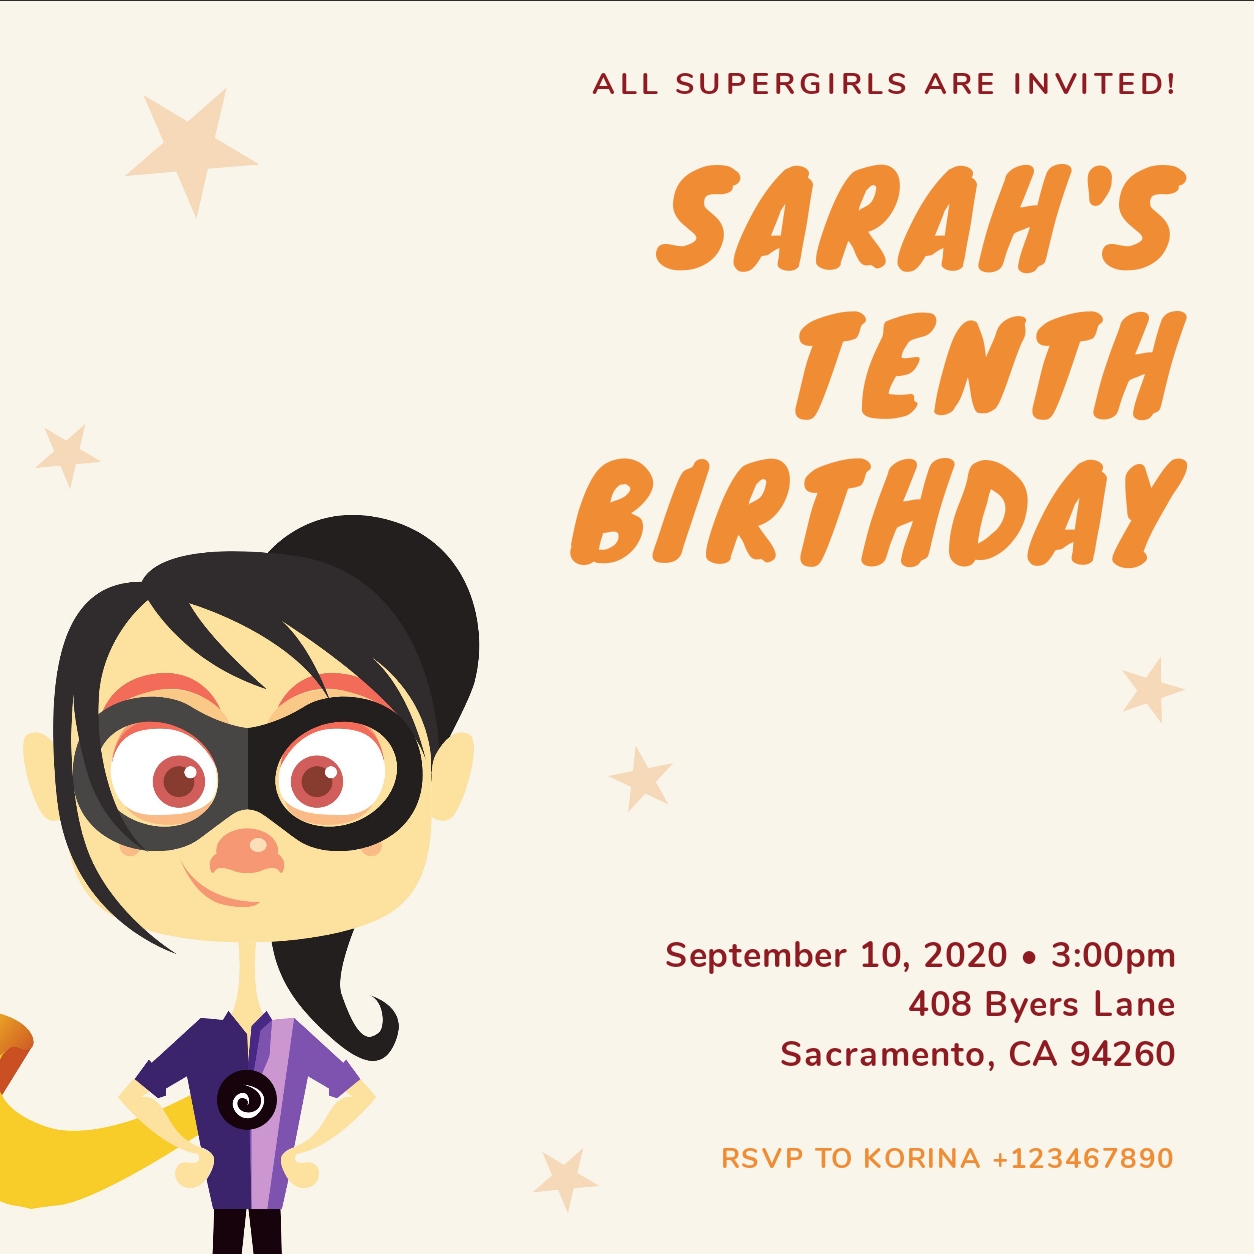 ALL SUPERGIRLS ARE INVITED!
SARAH'S
TENTH
BIRTHDAY
September 10, 2020 • 3:00pm
408 Byers Lane
Sacramento, CA 94260
RSVP TO KORINA +123467890